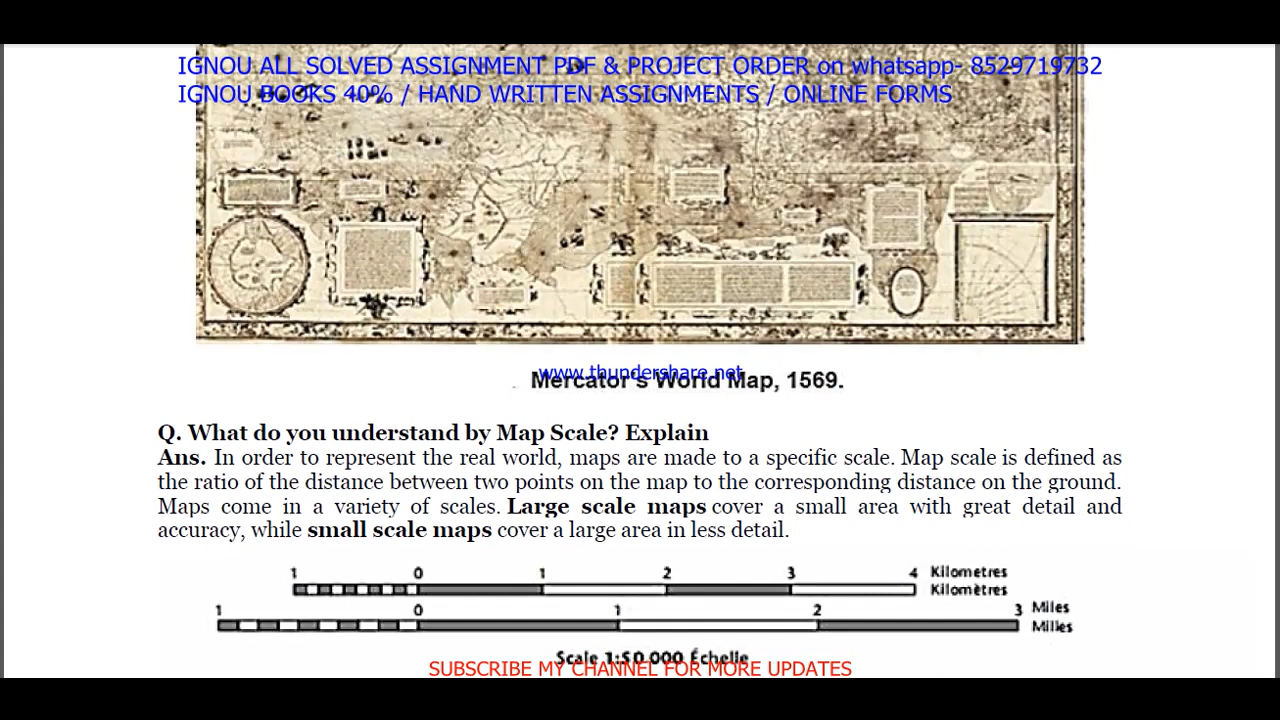 IGNOU ALL SOLVED ASSIGNMENT PDF & PROJECT ORDER on whatsapp- 8529719732
IGNOU BOOKS 40% / HAND WRITTEN ASSIGNMENTS / ONLINE FORMS
www.thundershare.net
Mercator's World Map, 1569.
Q. What do you understand by Map Scale? Explain
Ans. In order to represent the real world, maps are made to a specific scale. Map scale is defined as
the ratio of the distance between two points on the map to the corresponding distance on the ground.
Maps come in a variety of scales. Large scale maps cover a small area with great detail and
accuracy, while small scale maps cover a large area in less detail.
1 0 1 2 3 4 Kilometres
Kilomètres
1 0 1 2 3 Miles
Milles
Scale 1:50 000 Échelle
SUBSCRIBE MY CHANNEL FOR MORE UPDATES